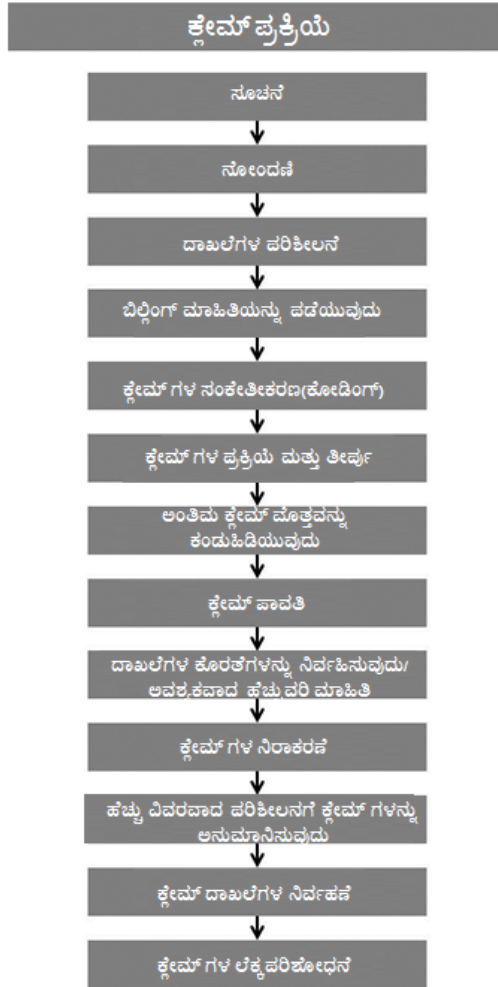 ಕ್ಲೇಮ್ ಪ್ರಕ್ರಿಯೆ
ಸೂಚನೆ
ನೋಂದಣಿ
ದಾಖಲೆಗಳ ಪರಿಶೀಲನೆ
ಬಿಲ್ಲಿಂಗ್ ಮಾಹಿತಿಯನ್ನು ಪಡೆಯುವುದು
ಕ್ಲೇಮ್ ಗಳ ಸಂಕೇತೀಕರಣ(ಕೋಡಿಂಗ್)
ಕ್ಲೇಮ್ ಗಳ ಪ್ರಕ್ರಿಯೆ ಮತ್ತು ತೀರ್ಪು
ಅಂತಿಮ ಕ್ಲೇಮ್ ಮೊತ್ತವನ್ನು
ಕಂಡುಹಿಡಿಯುವುದು
ಕ್ಲೇಮ್ ಪಾವತಿ
ದಾಖಲೆಗಳ ಕೊರತೆಗಳನ್ನು ನಿರ್ವಹಿಸುವುದು/
ಅವಶ್ಯಕವಾದ ಹೆಚ್ಚುವರಿ ಮಾಹಿತಿ
ಕ್ಲೇಮ್ ಗಳ ನಿರಾಕರಣೆ
ಹೆಚ್ಚು ವಿವರವಾದ ಪರಿಶೀಲನಗೆ ಕ್ಲೇಮ್ ಗಳನ್ನು
ಅನುಮಾನಿಸುವುದು
ಕ್ಲೇಮ್ ದಾಖಲೆಗಳ ನಿರ್ವಹಣೆ
ಕ್ಲೇಮ್ ಗಳ ಲೆಕ್ಕಪರಿಶೋಧನೆ